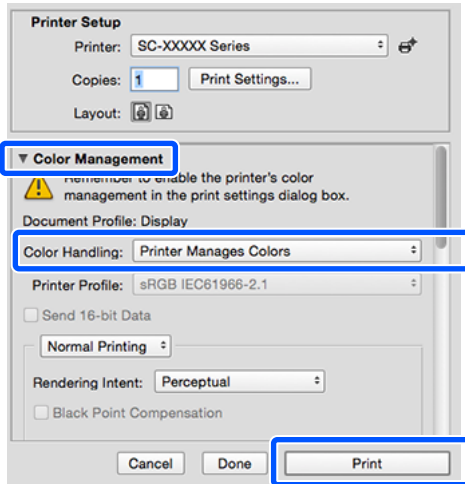 Printer Setup
Printer: SC-XXXXX Series
Copies: 1 Print Settings...
Layout:
Color Management
Remember to enable the printer's color
management in the print settings dialog box.
Document Profile: Display
Color Handling: Printer Manages Colors
Printer Profile: sRGB IEC61966-2.1
Send 16-bit Data
Normal Printing
Rendering Intent: Perceptual
Black Point Compensation
Cancel Done Print